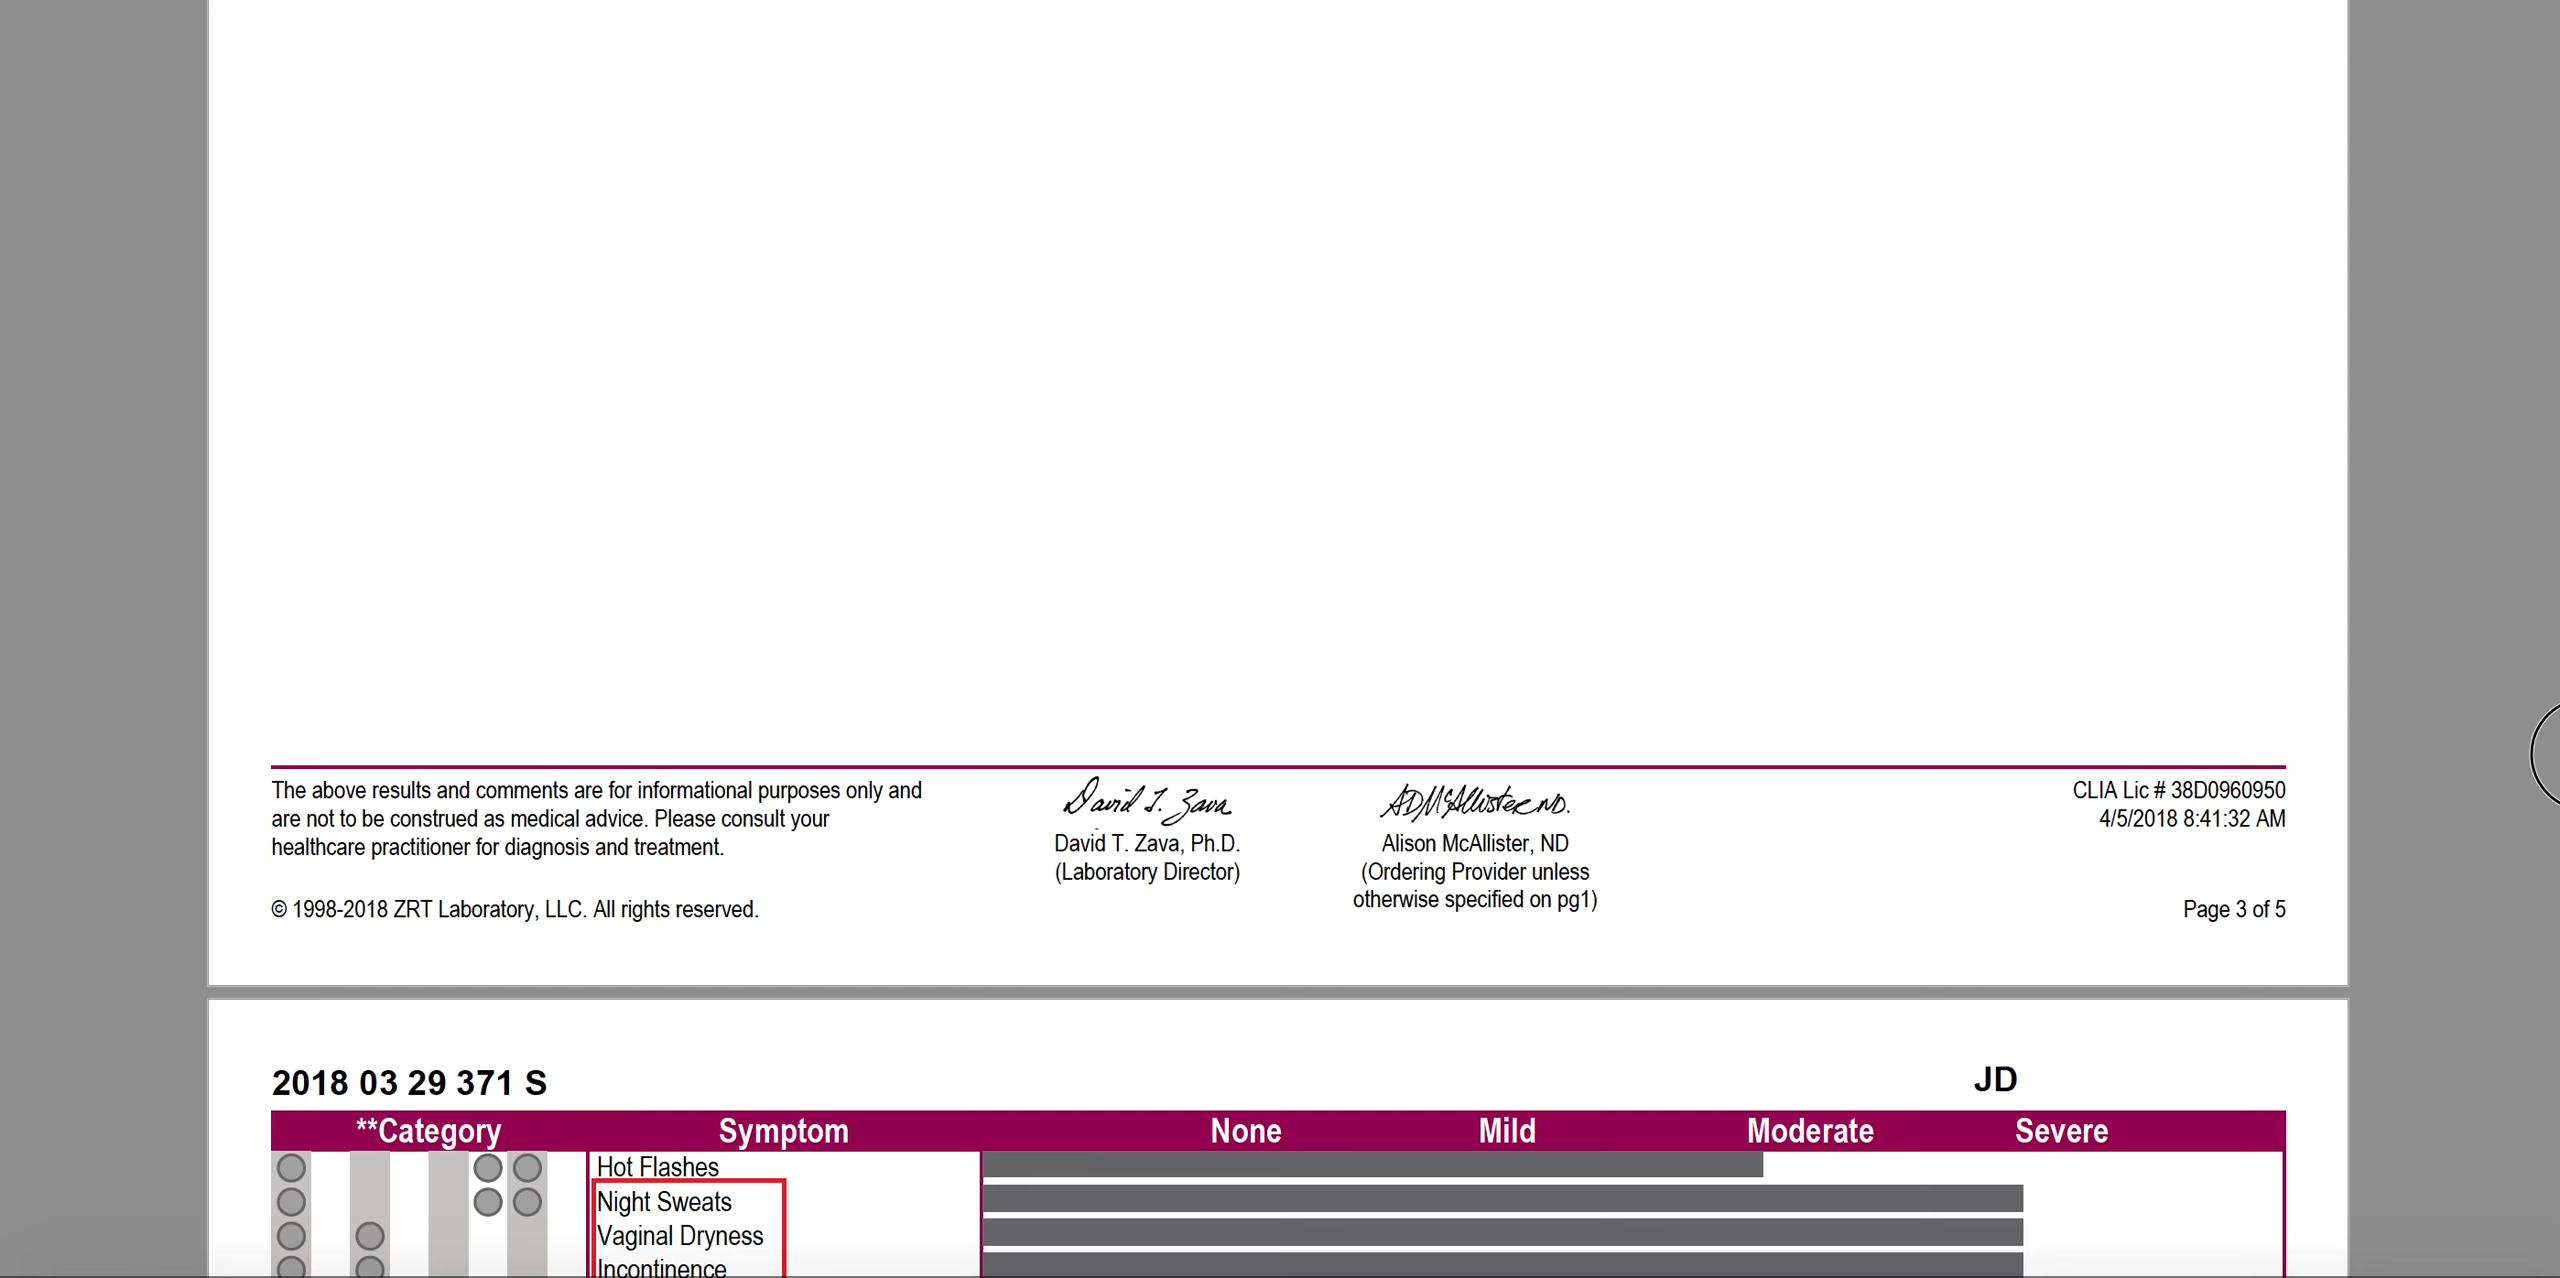 The above results and comments are for informational purposes only and
are not to be construed as medical advice. Please consult your
healthcare practitioner for diagnosis and treatment.
© 1998-2018 ZRT Laboratory, LLC. All rights reserved.
David T. Zava
David T. Zava, Ph.D.
(Laboratory Director)
ADMcAllister ND.
Alison McAllister, ND
(Ordering Provider unless
otherwise specified on pg1)
CLIA Lic # 38D0960950
4/5/2018 8:41:32 AM
Page 3 of 5
2018 03 29 371 S
JD
**Category Symptom None Mild Moderate Severe
Hot Flashes
Night Sweats
Vaginal Dryness
Incontinence